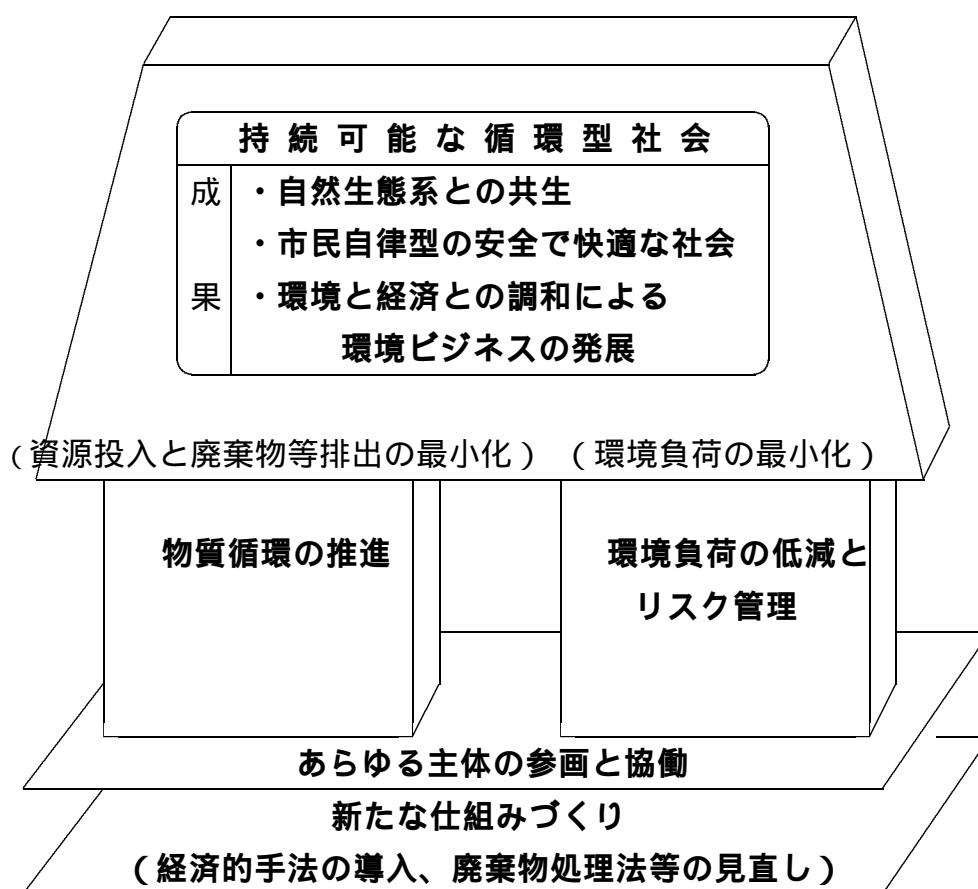 持続可能な循環型社会
成果
・自然生態系との共生
・市民自律型の安全で快適な社会
・環境と経済との調和による
環境ビジネスの発展
(資源投入と廃棄物等排出の最小化)
(環境負荷の最小化)
物質循環の推進
環境負荷の低減と
リスク管理
あらゆる主体の参画と協働
新たな仕組みづくり
(経済的手法の導入、廃棄物処理法等の見直し)